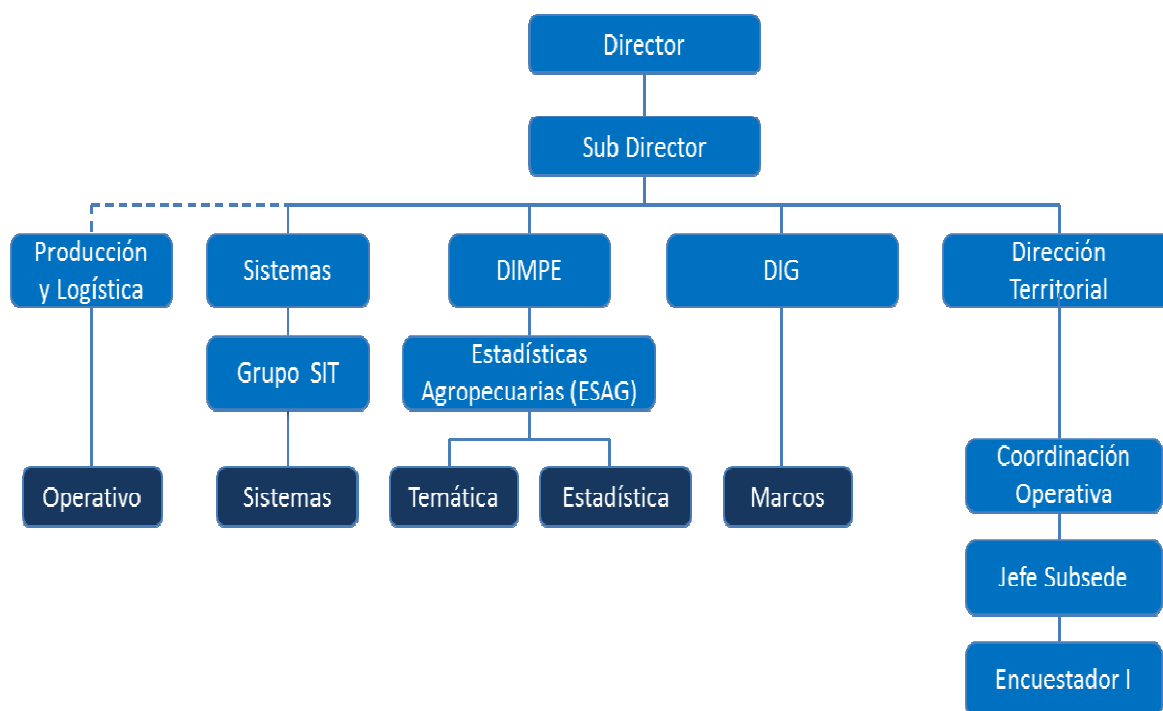 Director
Sub Director
Producción
y Logística
Sistemas
DIMPE
DIG
Dirección
Territorial
Grupo SIT
Estadísticas
Agropecuarias (ESAG)
Coordinación
Operativa
Operativo
Sistemas
Temática
Estadística
Marcos
Jefe Subsede
Encuestador I